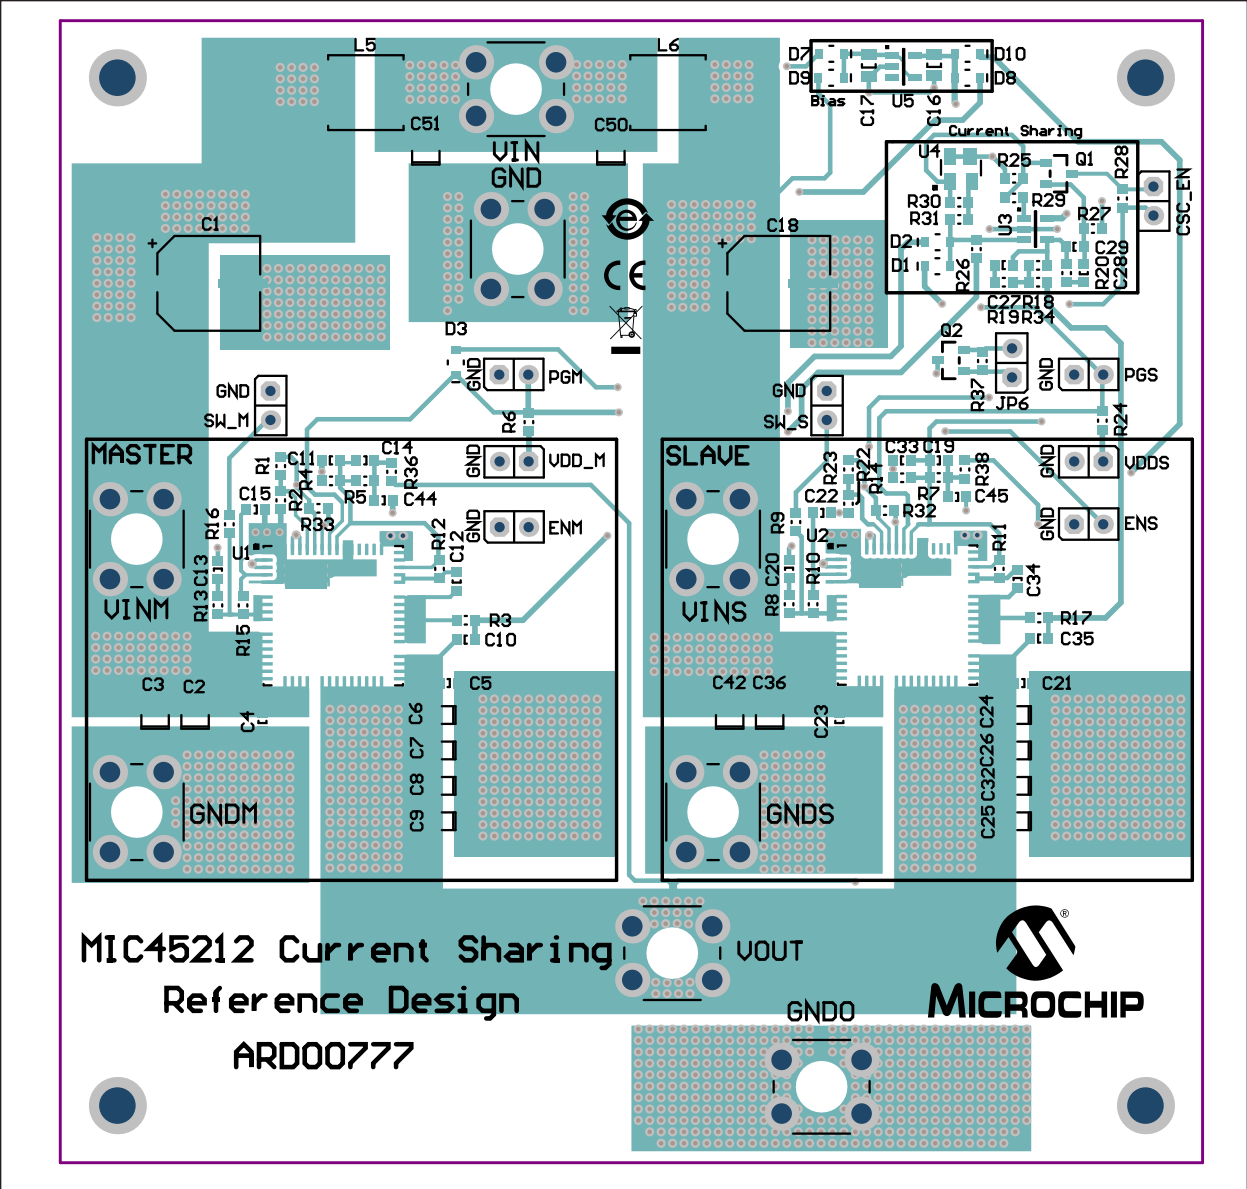 L5
L6
D7
D10
D9
D8
Bias
C17
U5
C16
C51
C50
VIN
GND
Current Sharing
U4
R25
Q1
R28
CSC_EN
R30
R31
R29
U3
R27
C1
C18
D2
D1
R26
C29
R20
C28
C27
R18
R19
R34
D3
Q2
GND
PGM
R37
JP6
GND
PGS
GND
SW_M
R6
GND
SW_S
R24
MASTER
R1
C11
R4
C14
R36
R5
GND
VDD_M
SLAVE
R23
R22
R14
C33
C19
R38
R7
GND
VDDS
C15
R2
C44
R16
R33
GND
ENM
C22
C45
R9
R32
GND
ENS
U1
R12
C12
U2
R11
C13
R13
R15
C20
R10
R8
C34
VINM
R3
C10
VINS
R17
C35
C3
C2
C4
C5
C6
C7
C8
C9
C42
C36
C23
C21
C24
C26
C32
C25
GNDM
GNDS
MIC45212 Current Sharing
Reference Design
ARD00777
VOUT
GNDO
®
MICROCHIP
e
CE